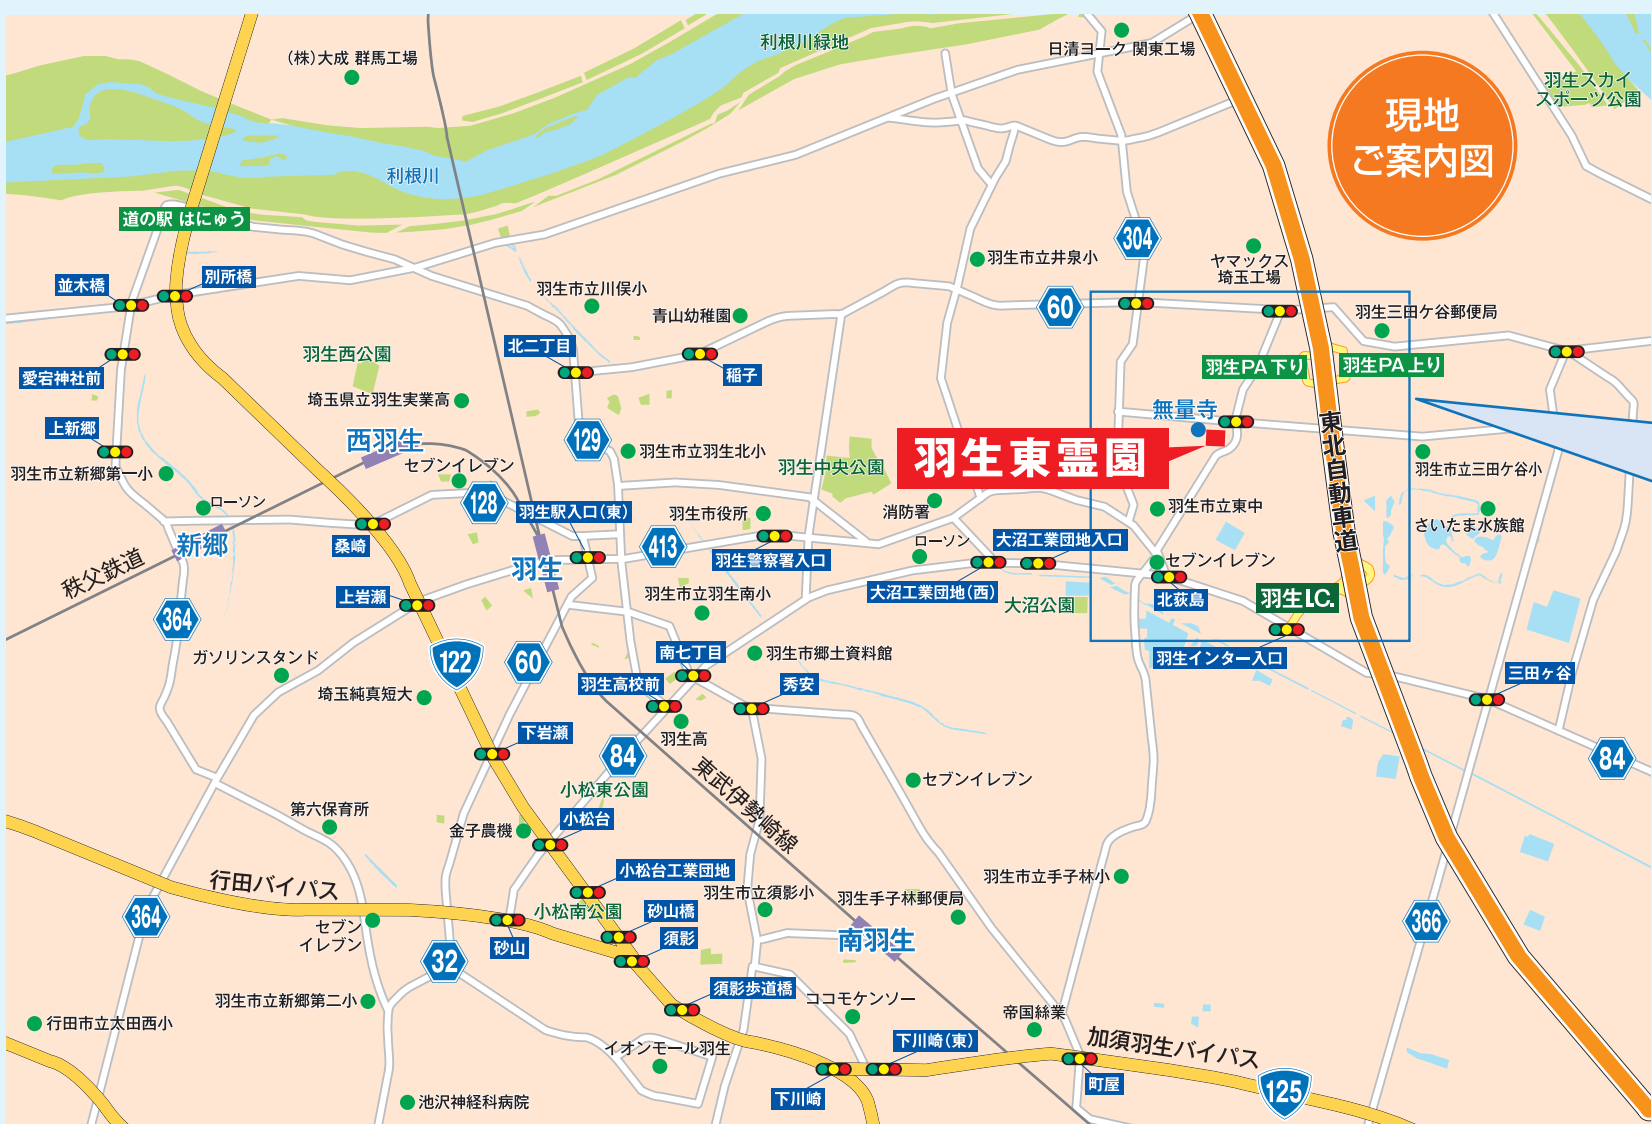 (株)大成 群馬工場
利根川緑地
日清ヨーク 関東工場
羽生スカイ
スポーツ公園
現地
ご案内図
利根川
道の駅 はにゅう
304
ヤマックス
埼玉工場
羽生市立井泉小
並木橋
別所橋
羽生市立川俣小
青山幼稚園
60
羽生三田ケ谷郵便局
北二丁目
羽生西公園
愛宕神社前
稲子
羽生PA下り
羽生PA上り
埼玉県立羽生実業高
無量寺
上新郷
西羽生
129
羽生東霊園
東北自動車道
羽生市立新郷第一小
セブンイレブン
羽生市立羽生北小
羽生中央公園
羽生市立三田ケ谷小
ローソン
128
羽生駅入口(東)
羽生市役所
消防署
羽生市立東中
さいたま水族館
新郷
桑崎
413
羽生警察署入口
ローソン
大沼工業団地入口
セブンイレブン
秩父鉄道
羽生
上岩瀬
羽生市立羽生南小
大沼工業団地(西)
大沼公園
北荻島
羽生I.C.
364
ガソリンスタンド
122
60
南七丁目
羽生市郷土資料館
羽生インター入口
三田ヶ谷
埼玉純真短大
羽生高校前
秀安
下岩瀬
羽生高
84
84
東武伊勢崎線
小松東公園
セブンイレブン
第六保育所
金子農機
小松台
行田バイパス
小松台工業団地
羽生市立須影小
羽生手子林郵便局
羽生市立手子林小
364
セブン
イレブン
小松南公園
砂山橋
366
砂山
須影
南羽生
32
羽生市立新郷第二小
須影歩道橋
ココモケンソー
帝国絲業
行田市立太田西小
イオンモール羽生
下川崎(東)
加須羽生バイパス
池沢神経科病院
下川崎
町屋
125